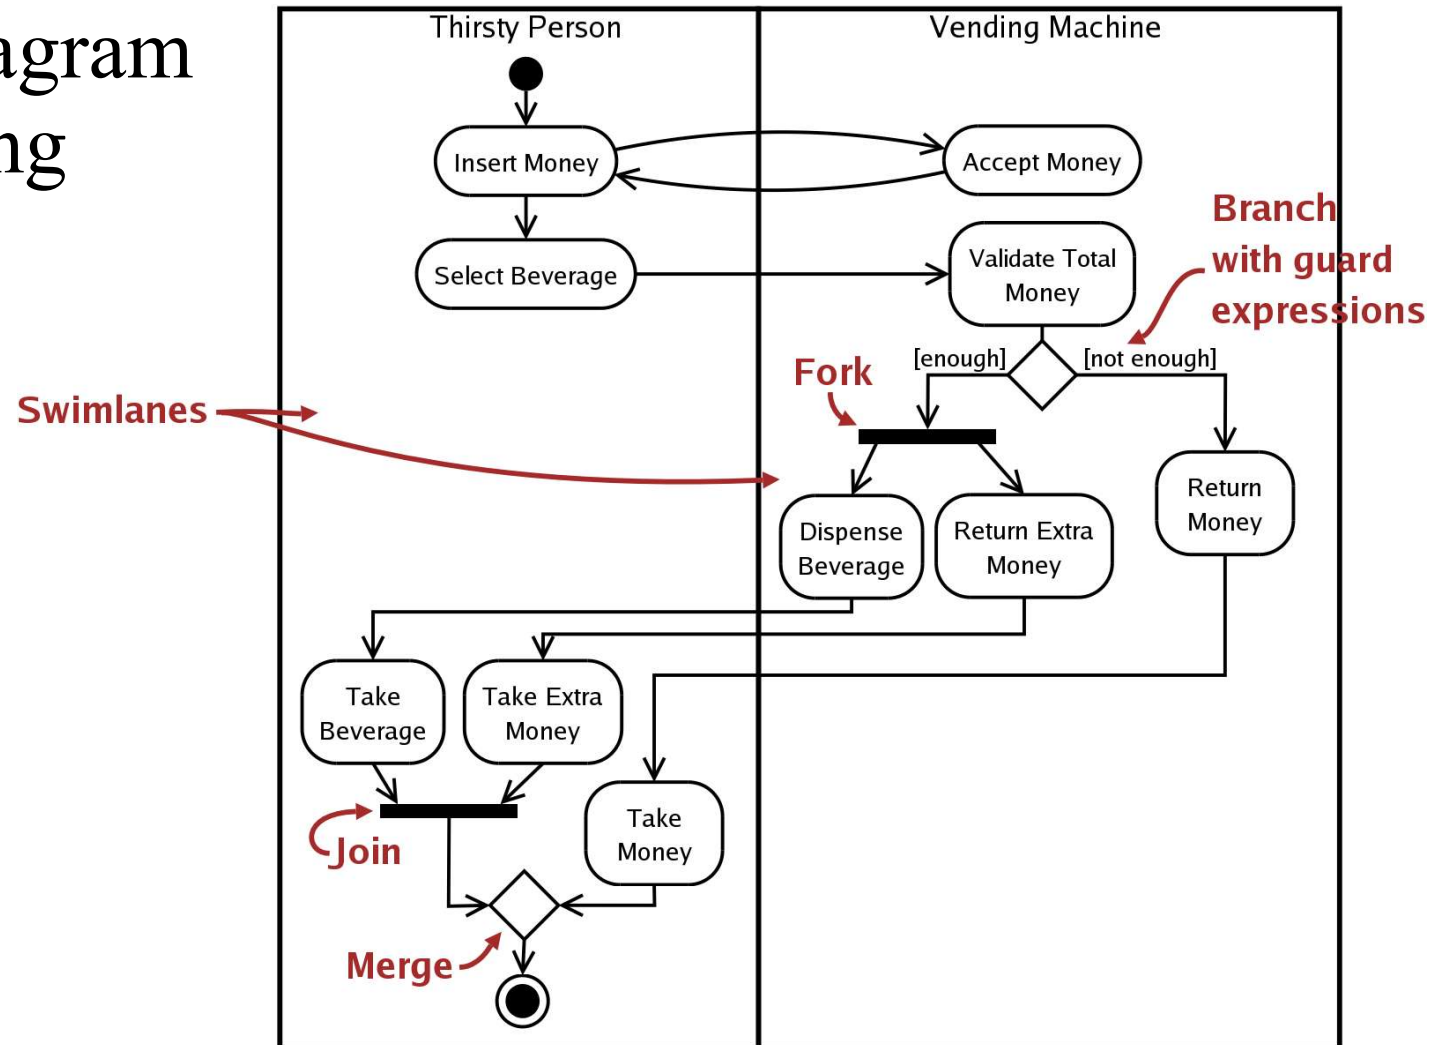 agram
ng
Thirsty Person
Vending Machine
Insert Money
Accept Money
Select Beverage
Validate Total
Money
Branch
with guard
expressions
[enough]
[not enough]
Fork
Swimlanes
Dispense
Beverage
Return Extra
Money
Return
Money
Take
Beverage
Take Extra
Money
Take
Money
Join
Merge